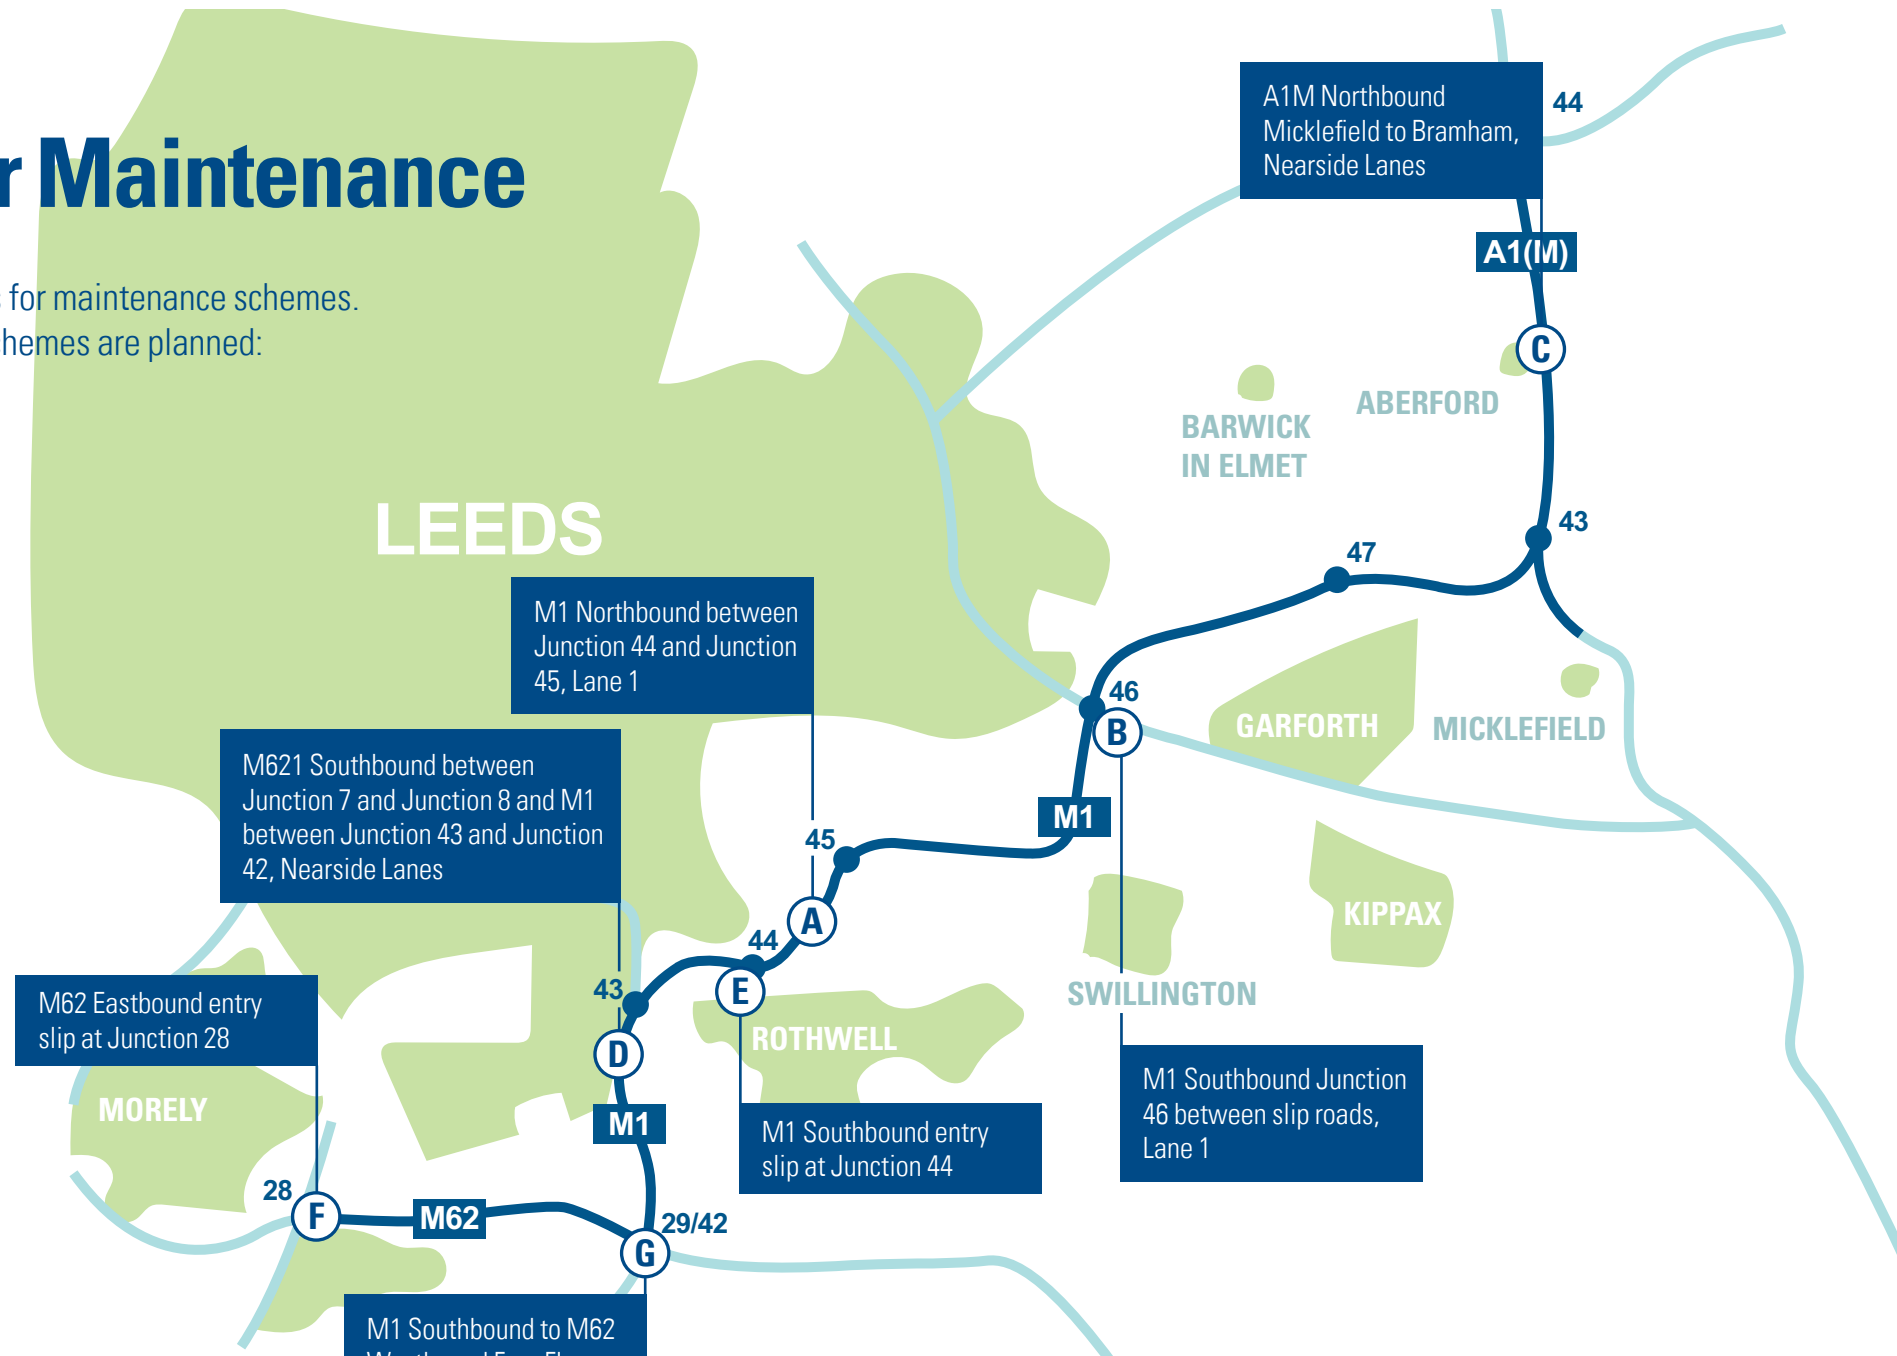 r Maintenance
for maintenance schemes.
hemes are planned:
A1M Northbound
Micklefield to Bramham,
Nearside Lanes
44
A1(M)
C
ABERFORD
BARWICK
IN ELMET
43
47
LEEDS
M1 Northbound between
Junction 44 and Junction
45, Lane 1
46
B
GARFORTH
MICKLEFIELD
M621 Southbound between
Junction 7 and Junction 8 and M1
between Junction 43 and Junction
42, Nearside Lanes
M1
45
KIPPAX
A
44
E
43
SWILLINGTON
M62 Eastbound entry
slip at Junction 28
ROTHWELL
D
MORELY
M1
M1 Southbound entry
slip at Junction 44
M1 Southbound Junction
46 between slip roads,
Lane 1
28
F
M62
29/42
G
M1 Southbound to M62